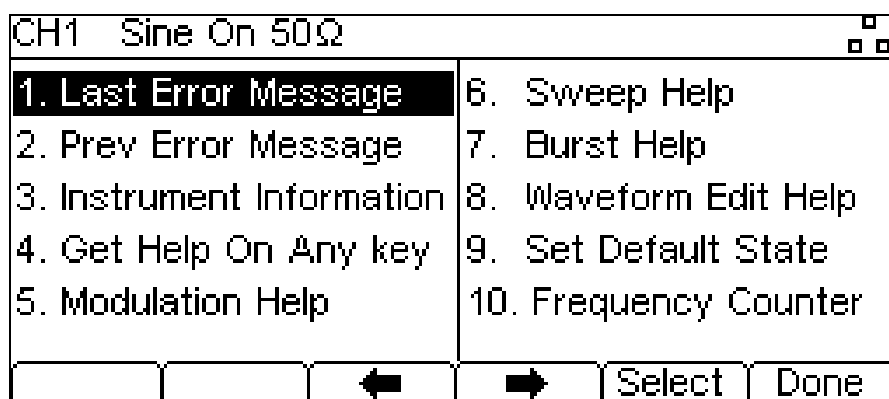 CH1 Sine On 50Ω
1. Last Error Message
2. Prev Error Message
3. Instrument Information
4. Get Help On Any key
5. Modulation Help
6. Sweep Help
7. Burst Help
8. Waveform Edit Help
9. Set Default State
10. Frequency Counter
Select Done